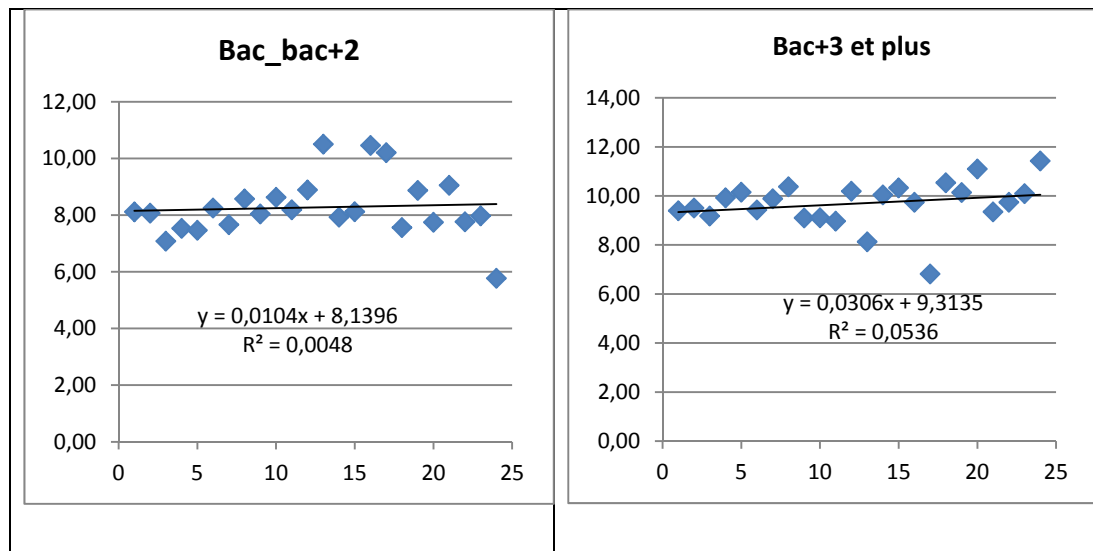 Bac_bac+2
12,00
10,00
8,00
6,00
4,00
2,00
0,00
y = 0,0104x + 8,1396
R² = 0,0048
0 5 10 15 20 25
Bac+3 et plus
14,00
12,00
10,00
8,00
6,00
4,00
2,00
0,00
y = 0,0306x + 9,3135
R² = 0,0536
0 5 10 15 20 25